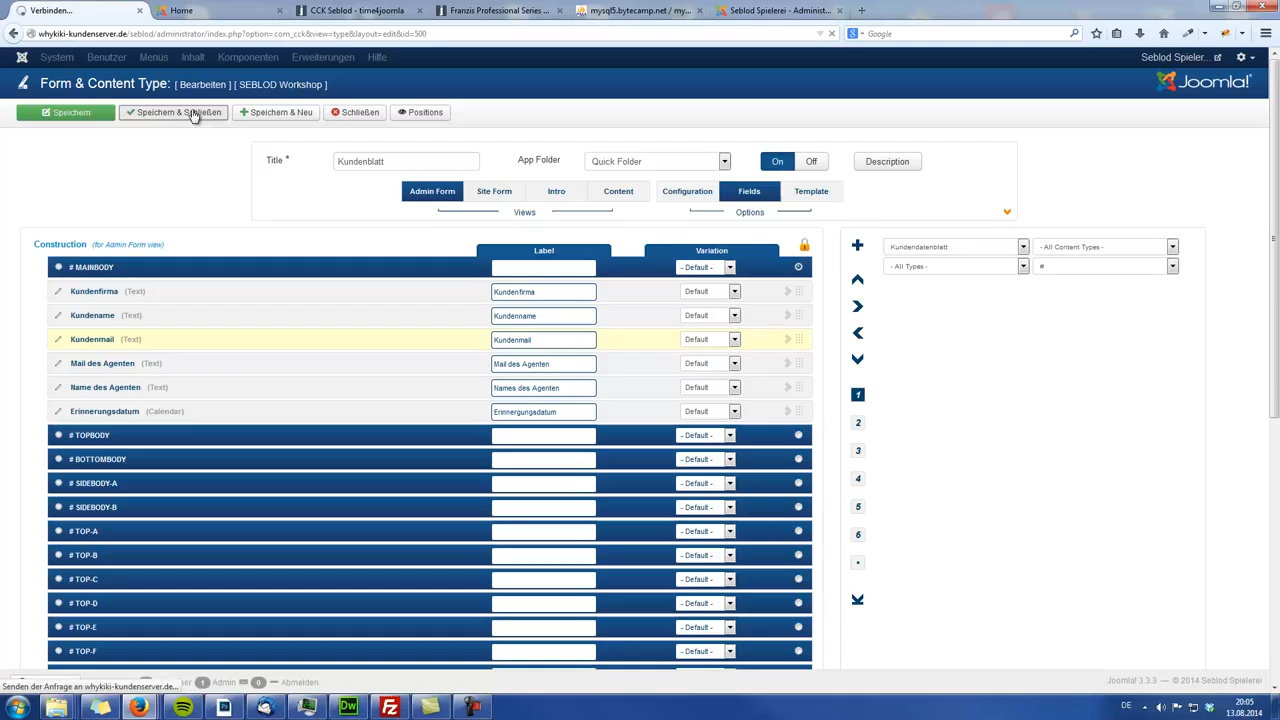 Verbinden...
Home
CCK Seblod - time4joomla
Franzis Professional Series ...
mysql5.bytecamp.net / my...
Seblod Spielerei - Administ...
whykiki-kundenserver.de/seblod/administrator/index.php?option=com_cck&view=type&layout=edit&id=500
Google
System Benutzer Menüs Inhalt Komponenten Erweiterungen Hilfe
Seblod Spieler...
Form & Content Type: [ Bearbeiten ] [ SEBLOD Workshop ]
Joomla!
Speichern
Speichern & Schließen
Speichern & Neu
Schließen
Positions
Title * Kundenblatt App Folder Quick Folder On Off Description
Admin Form Site Form Intro Content Configuration Fields Template
Views Options
Construction (for Admin Form view)
Label Variation
# MAINBODY - Default -
Kundenfirma (Text) Kundenfirma Default
Kundename (Text) Kundenname Default
Kundenmail (Text) Kundenmail Default
Mail des Agenten (Text) Mail des Agenten Default
Name des Agenten (Text) Names des Agenten Default
Erinnerungsdatum (Calendar) Erinnergungsdatum Default
# TOPBODY - Default -
# BOTTOMBODY - Default -
# SIDEBODY-A - Default -
# SIDEBODY-B - Default -
# TOP-A - Default -
# TOP-B - Default -
# TOP-C - Default -
# TOP-D - Default -
# TOP-E - Default -
# TOP-F - Default -
Kundendatenblatt - All Content Types -
- All Types - #
1
2
3
4
5
6
Senden der Anfrage an whykiki-kundenserver.de...
1 Admin 0 Abmelden
Joomla! 3.3.3 — © 2014 Seblod Spielerei
DE
20:05
13.08.2014